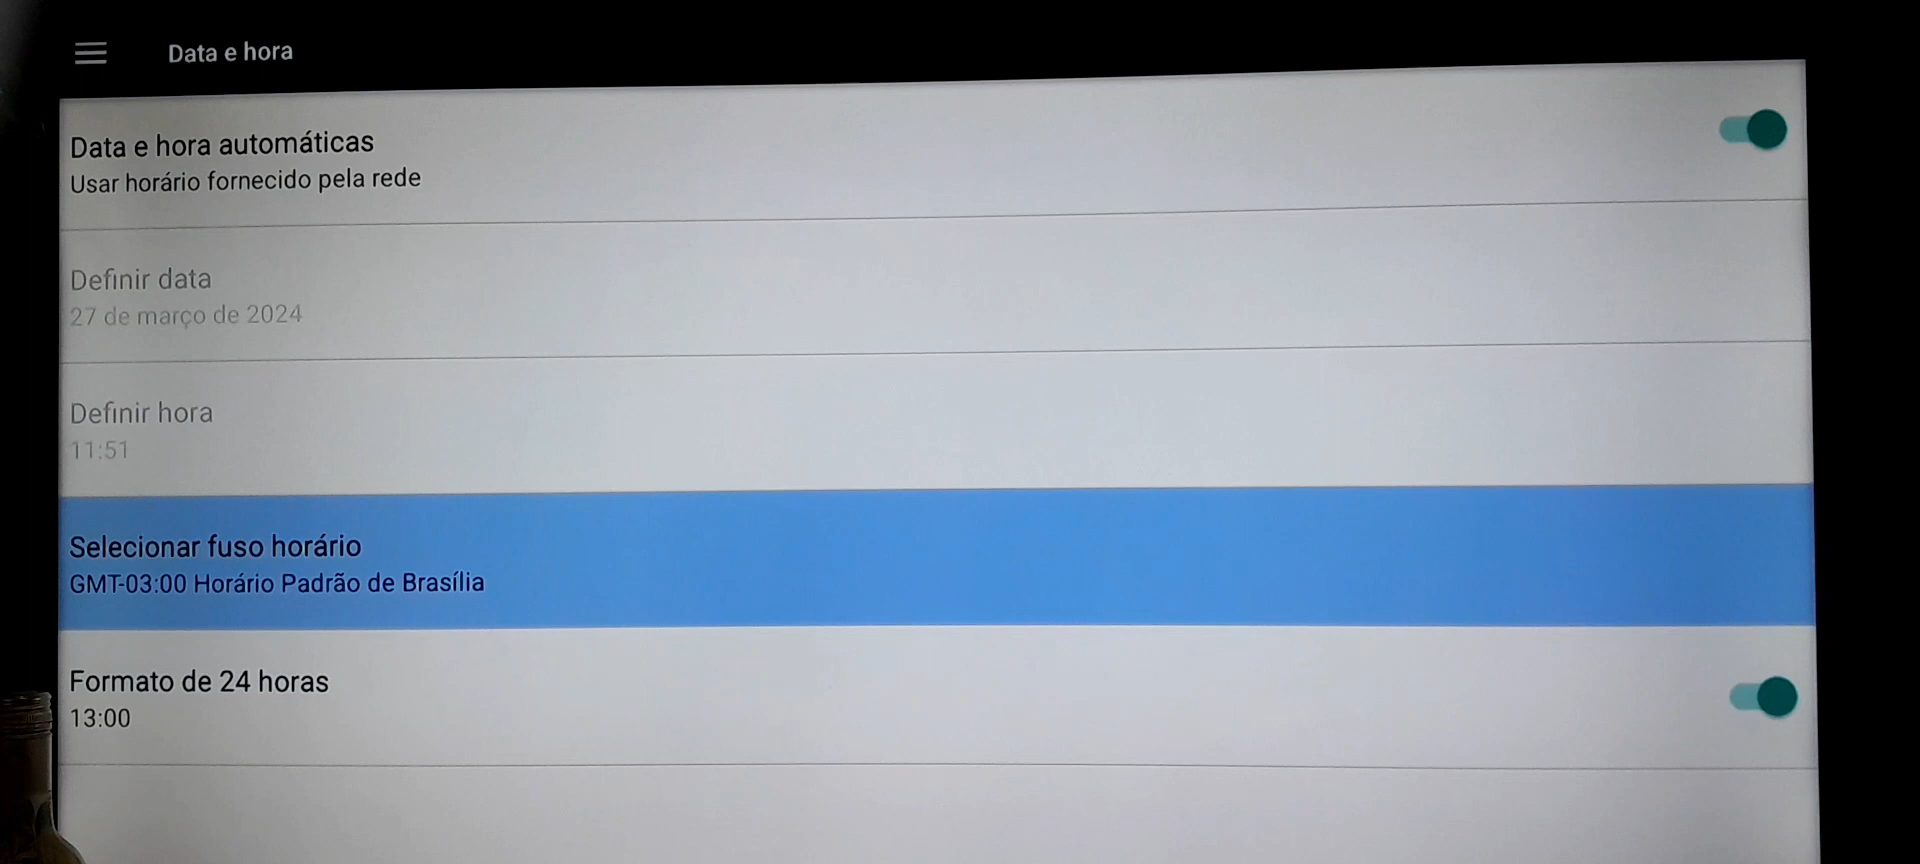 Data e hora
Data e hora automáticas
Usar horário fornecido pela rede
Definir data
27 de março de 2024
Definir hora
11:51
Selecionar fuso horário
GMT-03:00 Horário Padrão de Brasília
Formato de 24 horas
13:00